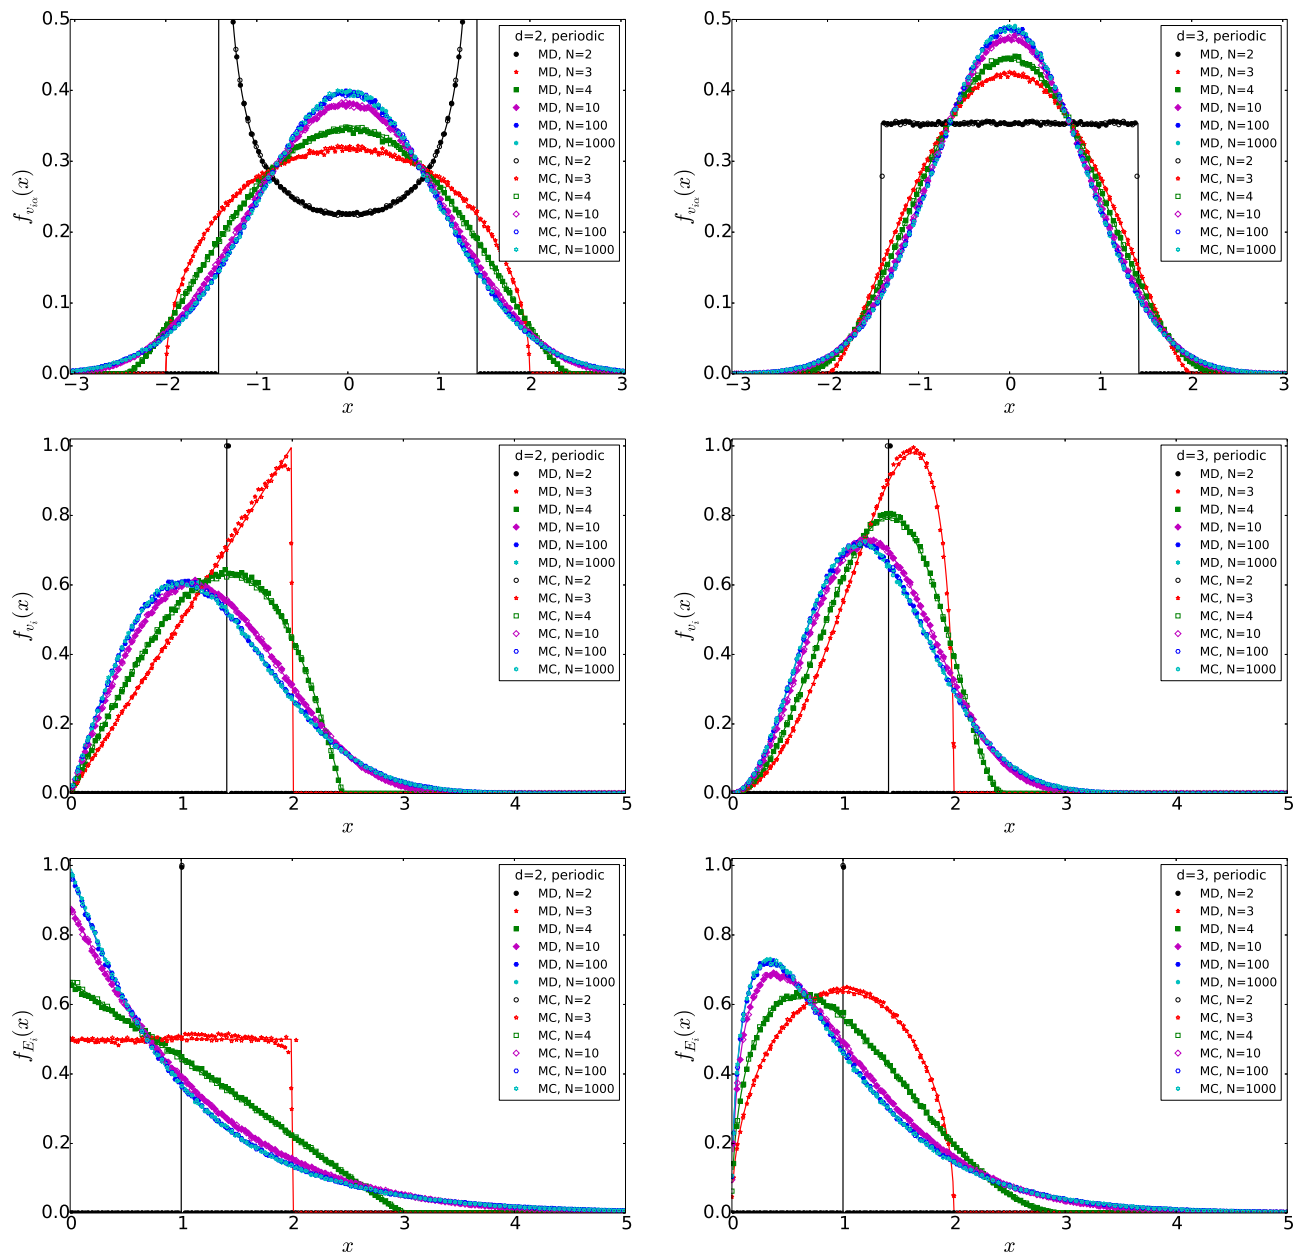 0.5
0.4
0.3
0.2
0.1
0.0
f_{v_{iα}}(x)
−3 −2 −1 0 1 2 3
x
d=2, periodic
MD, N=2
MD, N=3
MD, N=4
MD, N=10
MD, N=100
MD, N=1000
MC, N=2
MC, N=3
MC, N=4
MC, N=10
MC, N=100
MC, N=1000
0.5
0.4
0.3
0.2
0.1
0.0
f_{v_{iα}}(x)
−3 −2 −1 0 1 2 3
x
d=3, periodic
MD, N=2
MD, N=3
MD, N=4
MD, N=10
MD, N=100
MD, N=1000
MC, N=2
MC, N=3
MC, N=4
MC, N=10
MC, N=100
MC, N=1000
1.0
0.8
0.6
0.4
0.2
0.0
f_{v_i}(x)
0 1 2 3 4 5
x
d=2, periodic
MD, N=2
MD, N=3
MD, N=4
MD, N=10
MD, N=100
MD, N=1000
MC, N=2
MC, N=3
MC, N=4
MC, N=10
MC, N=100
MC, N=1000
1.0
0.8
0.6
0.4
0.2
0.0
f_{v_i}(x)
0 1 2 3 4 5
x
d=3, periodic
MD, N=2
MD, N=3
MD, N=4
MD, N=10
MD, N=100
MD, N=1000
MC, N=2
MC, N=3
MC, N=4
MC, N=10
MC, N=100
MC, N=1000
1.0
0.8
0.6
0.4
0.2
0.0
f_{E_i}(x)
0 1 2 3 4 5
x
d=2, periodic
MD, N=2
MD, N=3
MD, N=4
MD, N=10
MD, N=100
MD, N=1000
MC, N=2
MC, N=3
MC, N=4
MC, N=10
MC, N=100
MC, N=1000
1.0
0.8
0.6
0.4
0.2
0.0
f_{E_i}(x)
0 1 2 3 4 5
x
d=3, periodic
MD, N=2
MD, N=3
MD, N=4
MD, N=10
MD, N=100
MD, N=1000
MC, N=2
MC, N=3
MC, N=4
MC, N=10
MC, N=100
MC, N=1000